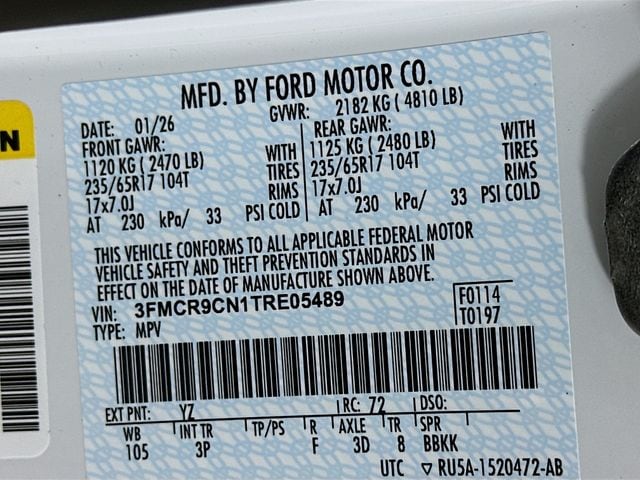 MFD. BY FORD MOTOR CO.
DATE: 01/26 GVWR: 2182 KG ( 4810 LB)
FRONT GAWR: REAR GAWR:
1120 KG ( 2470 LB) WITH 1125 KG ( 2480 LB) WITH
235/65R17 104T TIRES 235/65R17 104T TIRES
17x7.0J RIMS 17x7.0J RIMS
AT 230 kPa/ 33 PSI COLD AT 230 kPa/ 33 PSI COLD
THIS VEHICLE CONFORMS TO ALL APPLICABLE FEDERAL MOTOR
VEHICLE SAFETY AND THEFT PREVENTION STANDARDS IN
EFFECT ON THE DATE OF MANUFACTURE SHOWN ABOVE.
VIN: 3FMCR9CN1TRE05489 F0114
TYPE: MPV T0197
EXT PNT: YZ RC: 72 DSO:
WB INT TR TP/PS R AXLE TR SPR
105 3P F 3D 8 BBKK
UTC ▽ RU5A-1520472-AB